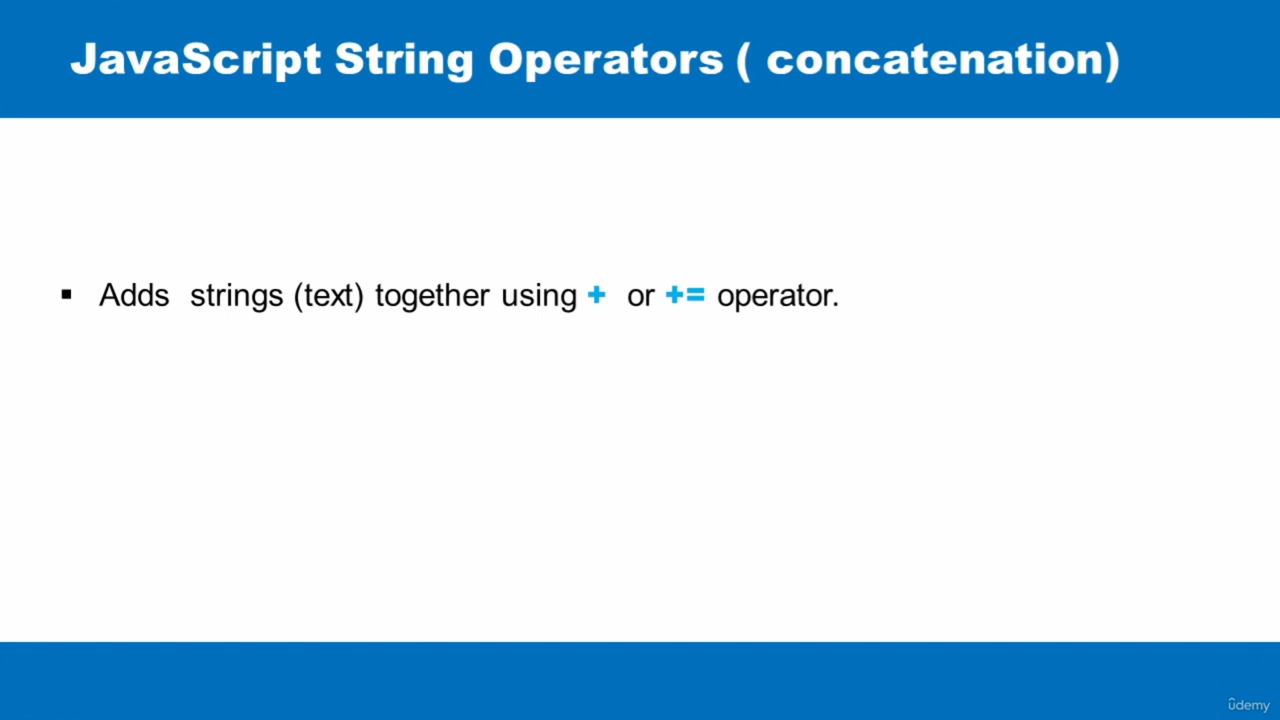 JavaScript String Operators ( concatenation)
▪ Adds strings (text) together using + or += operator.
ûdemy